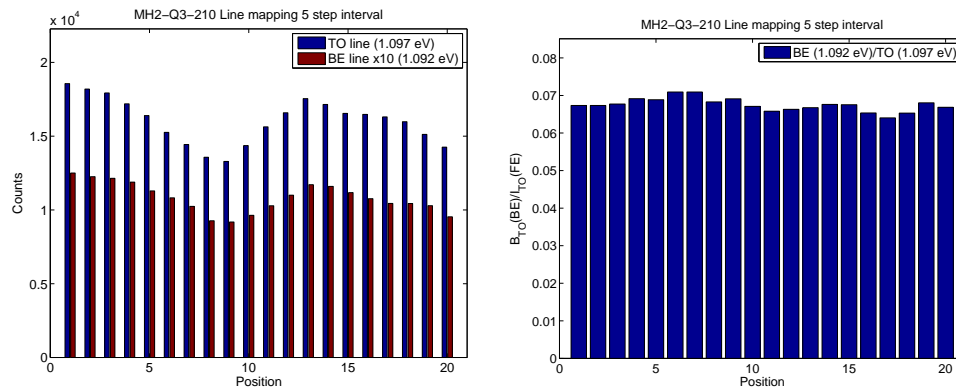 MH2−Q3−210 Line mapping 5 step interval
x 10^4
TO line (1.097 eV)
BE line x10 (1.092 eV)
2
1.5
1
0.5
0
Counts
0 5 10 15 20
Position
MH2−Q3−210 Line mapping 5 step interval
BE (1.092 eV)/TO (1.097 eV)
0.08
0.07
0.06
0.05
0.04
0.03
0.02
0.01
0
B_TO(BE)/I_TO(FE)
0 5 10 15 20
Position